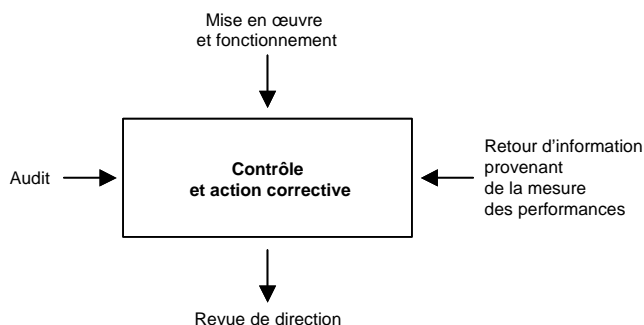 Mise en œuvre
et fonctionnement
Audit
Contrôle
et action corrective
Retour d’information
provenant
de la mesure
des performances
Revue de direction